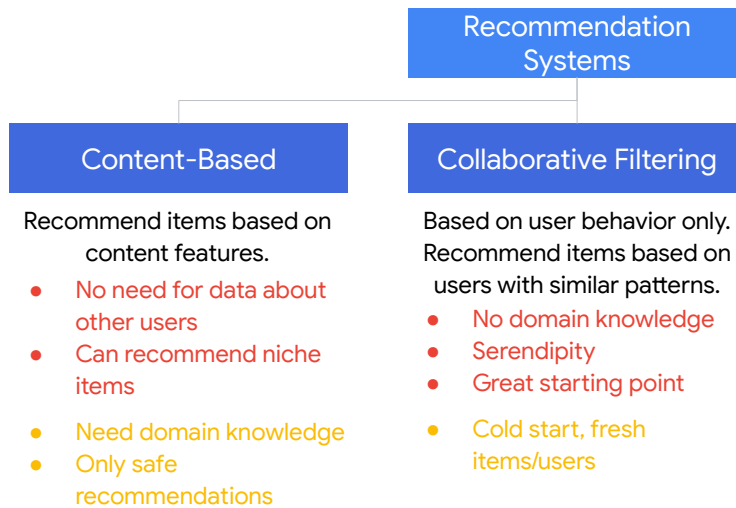 Recommendation
Systems
Content-Based
Recommend items based on
content features.
● No need for data about
other users
● Can recommend niche
items
● Need domain knowledge
● Only safe
recommendations
Collaborative Filtering
Based on user behavior only.
Recommend items based on
users with similar patterns.
● No domain knowledge
● Serendipity
● Great starting point
● Cold start, fresh
items/users